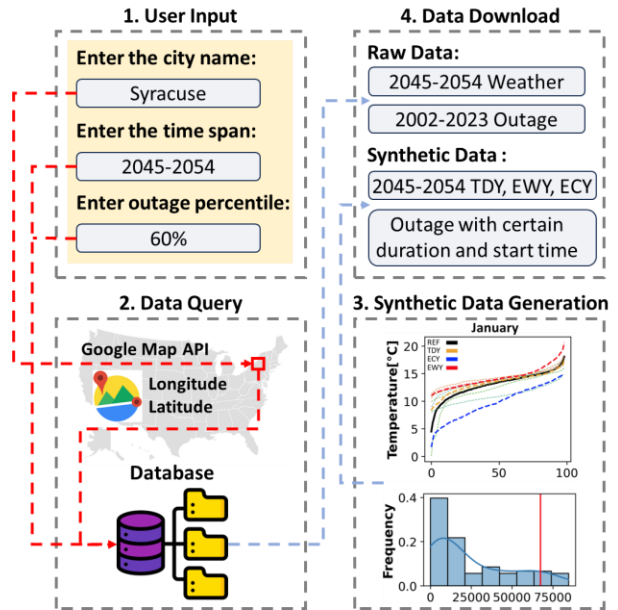 1. User Input
Enter the city name:
Syracuse
Enter the time span:
2045-2054
Enter outage percentile:
60%
2. Data Query
Google Map API
Longitude
Latitude
Database
4. Data Download
Raw Data:
2045-2054 Weather
2002-2023 Outage
Synthetic Data :
2045-2054 TDY, EWY, ECY
Outage with certain
duration and start time
3. Synthetic Data Generation
January
REF
TDY
ECY
EWY
Temperature[°C]
20
15
10
5
0
0
50
100
Frequency
0.4
0.2
0.0
0
25000
50000
75000